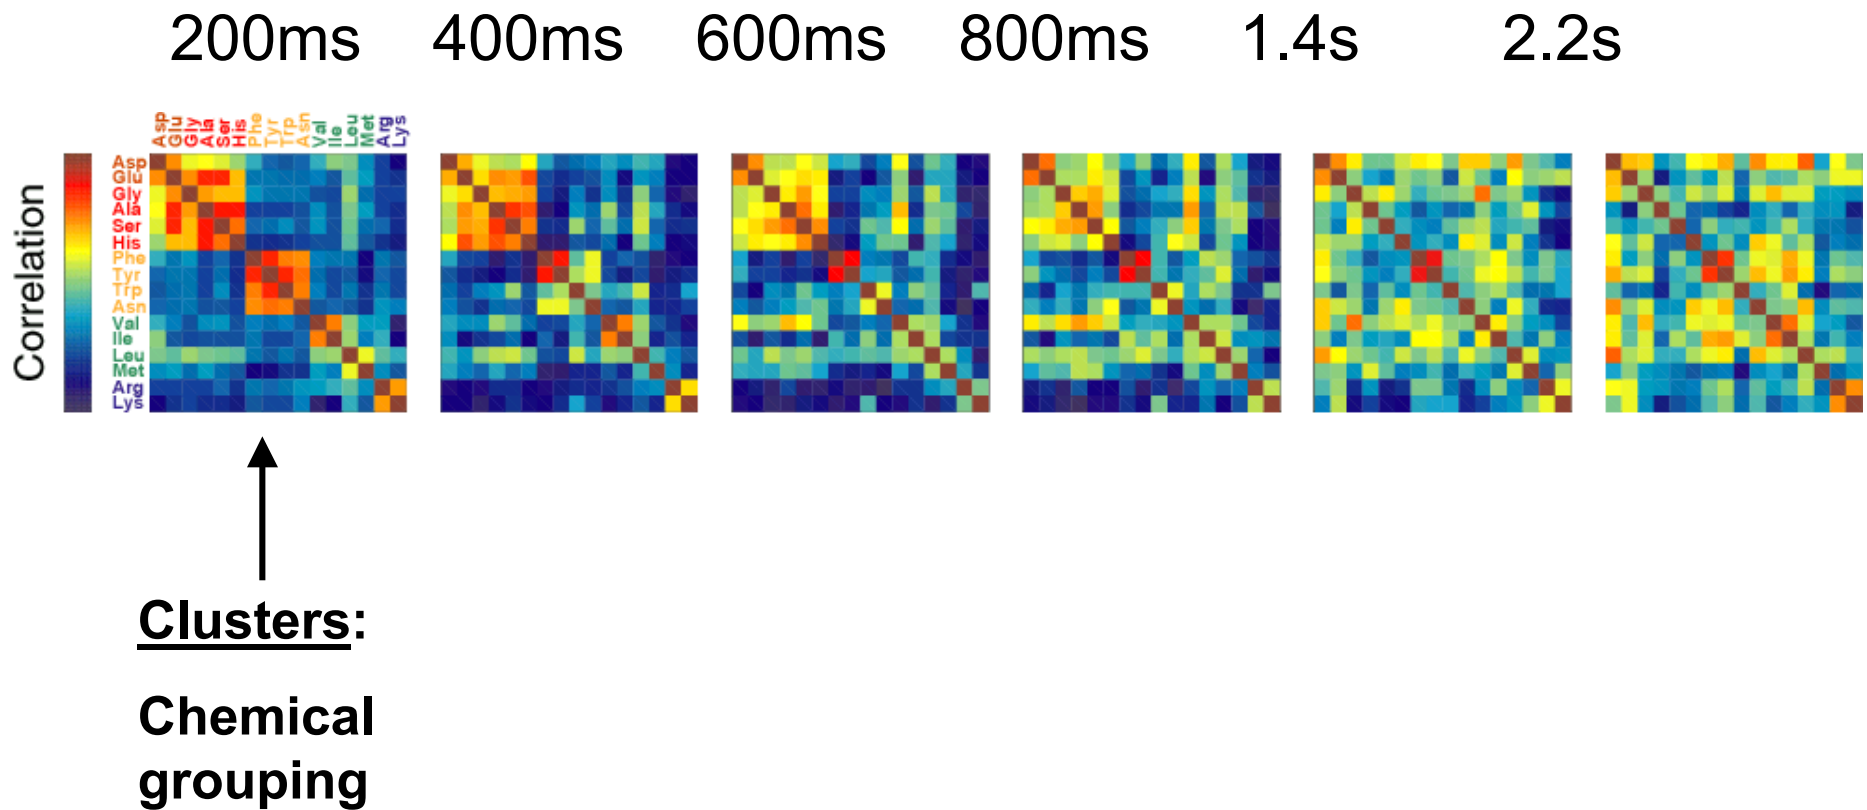 200ms 400ms 600ms 800ms 1.4s 2.2s
Asp Glu Gly Ala Ser His Phe Tyr Trp Asn Val Ile Leu Met Arg Lys
Correlation
Asp
Glu
Gly
Ala
Ser
His
Phe
Tyr
Trp
Asn
Val
Ile
Leu
Met
Arg
Lys
Clusters:
Chemical
grouping